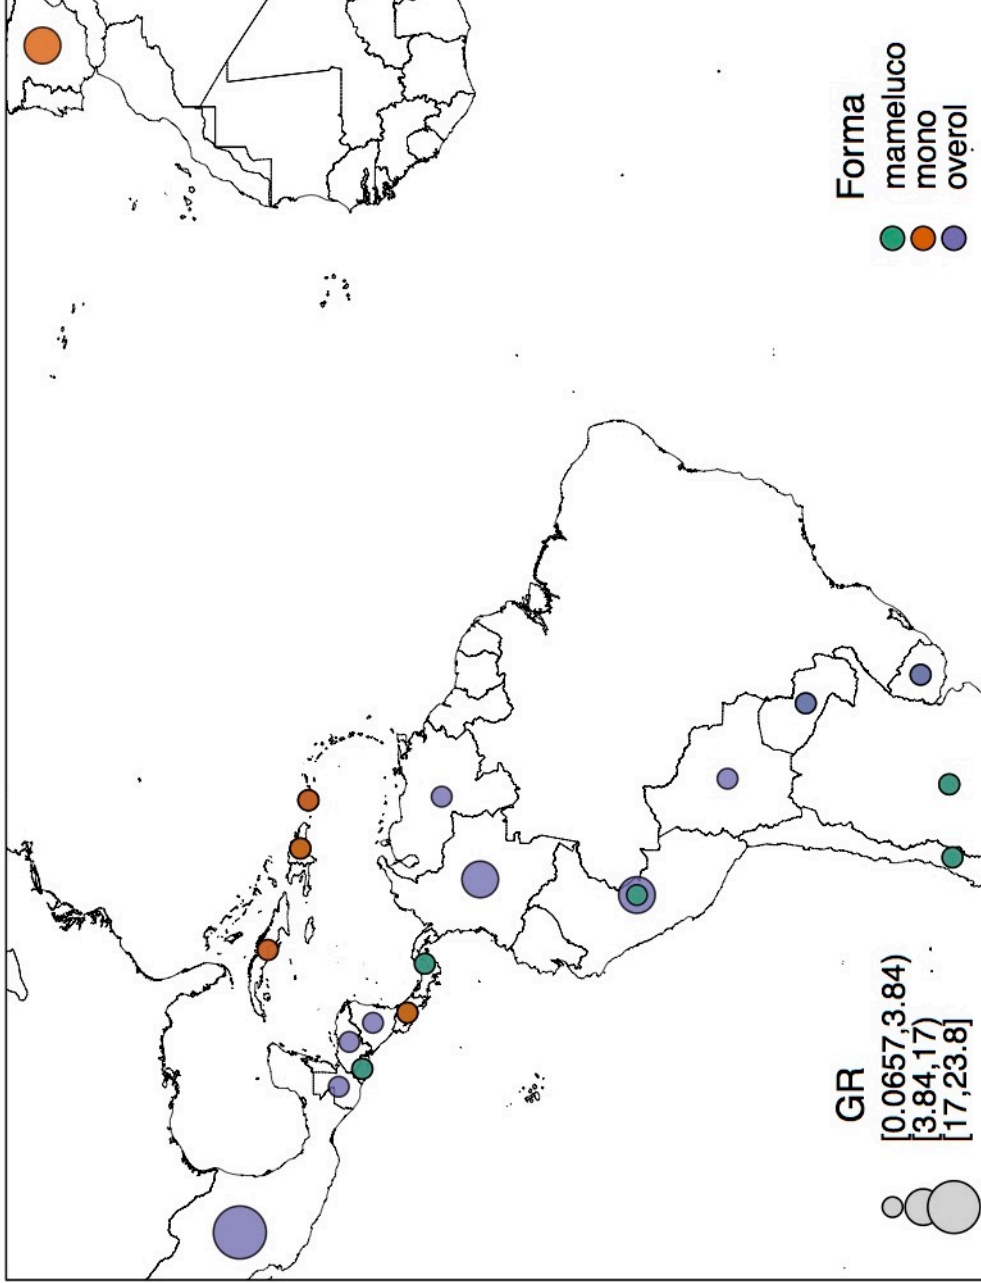 GR
[0.0657,3.84)
[3.84,17)
[17,23.8]
Forma
mameluco
mono
overol